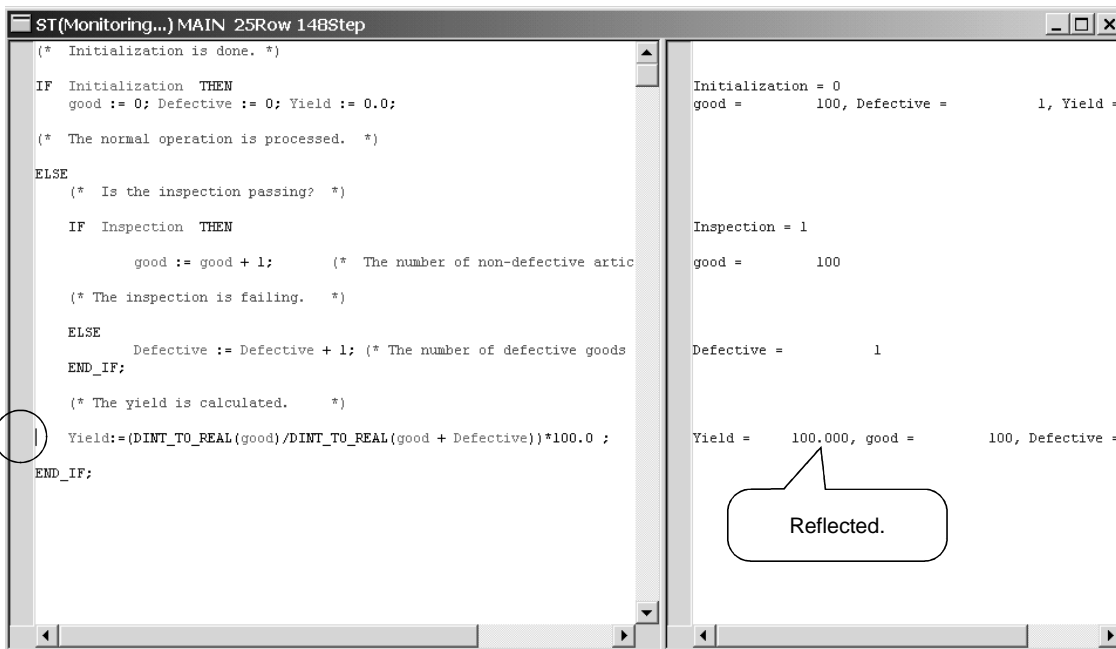 ST(Monitoring...) MAIN 25Row 148Step
(* Initialization is done. *)
IF Initialization THEN
good := 0; Defective := 0; Yield := 0.0;
(* The normal operation is processed. *)
ELSE
(* Is the inspection passing? *)
IF Inspection THEN
good := good + 1; (* The number of non-defective artic
(* The inspection is failing. *)
ELSE
Defective := Defective + 1; (* The number of defective goods
END_IF;
(* The yield is calculated. *)
Yield:=(DINT_TO_REAL(good)/DINT_TO_REAL(good + Defective))*100.0 ;
END_IF;
Initialization = 0
good = 100, Defective = 1, Yield =
Inspection = 1
good = 100
Defective = 1
Yield = 100.000, good = 100, Defective =
Reflected.